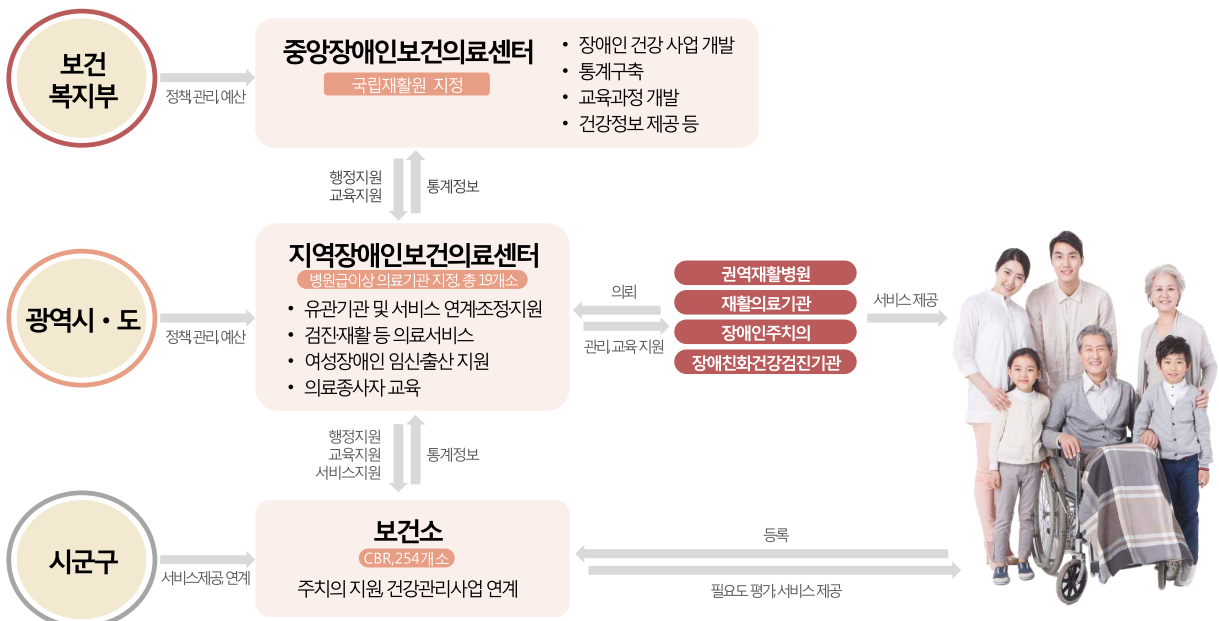 보건
복지부
정책,관리,예산
중앙장애인보건의료센터
국립재활원 지정
• 장애인 건강 사업 개발
• 통계구축
• 교육과정 개발
• 건강정보 제공 등
행정지원
교육지원
통계정보
광역시·도
정책,관리,예산
지역장애인보건의료센터
병원급이상 의료기관 지정, 총 19개소
• 유관기관 및 서비스 연계·조정·지원
• 검진·재활 등 의료서비스
• 여성장애인 임신·출산 지원
• 의료종사자 교육
의뢰
관리,교육 지원
권역재활병원
재활의료기관
장애인주치의
장애친화건강검진기관
서비스 제공
행정지원
교육지원
서비스지원
통계정보
시군구
서비스제공, 연계
보건소
CBR,254개소
주치의 지원, 건강관리사업 연계
등록
필요도 평가,서비스 제공